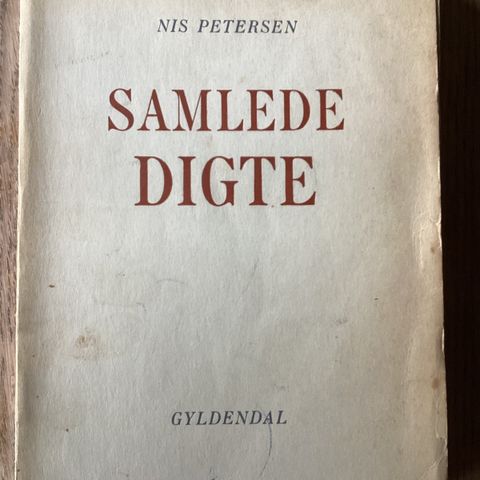 NIS PETERSEN
SAMLEDE
DIGTE
GYLDENDAL